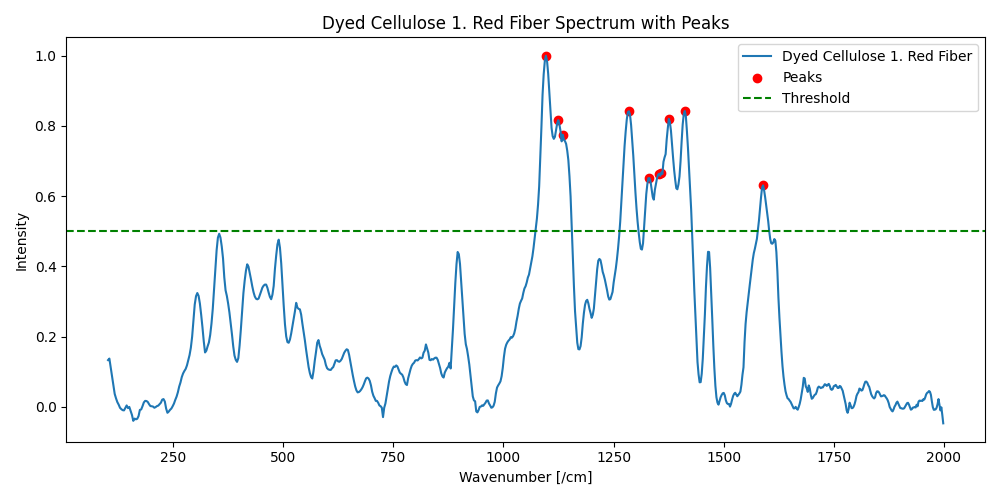 Dyed Cellulose 1. Red Fiber Spectrum with Peaks
Dyed Cellulose 1. Red Fiber
Peaks
Threshold
Intensity
1.0
0.8
0.6
0.4
0.2
0.0
250 500 750 1000 1250 1500 1750 2000
Wavenumber [/cm]